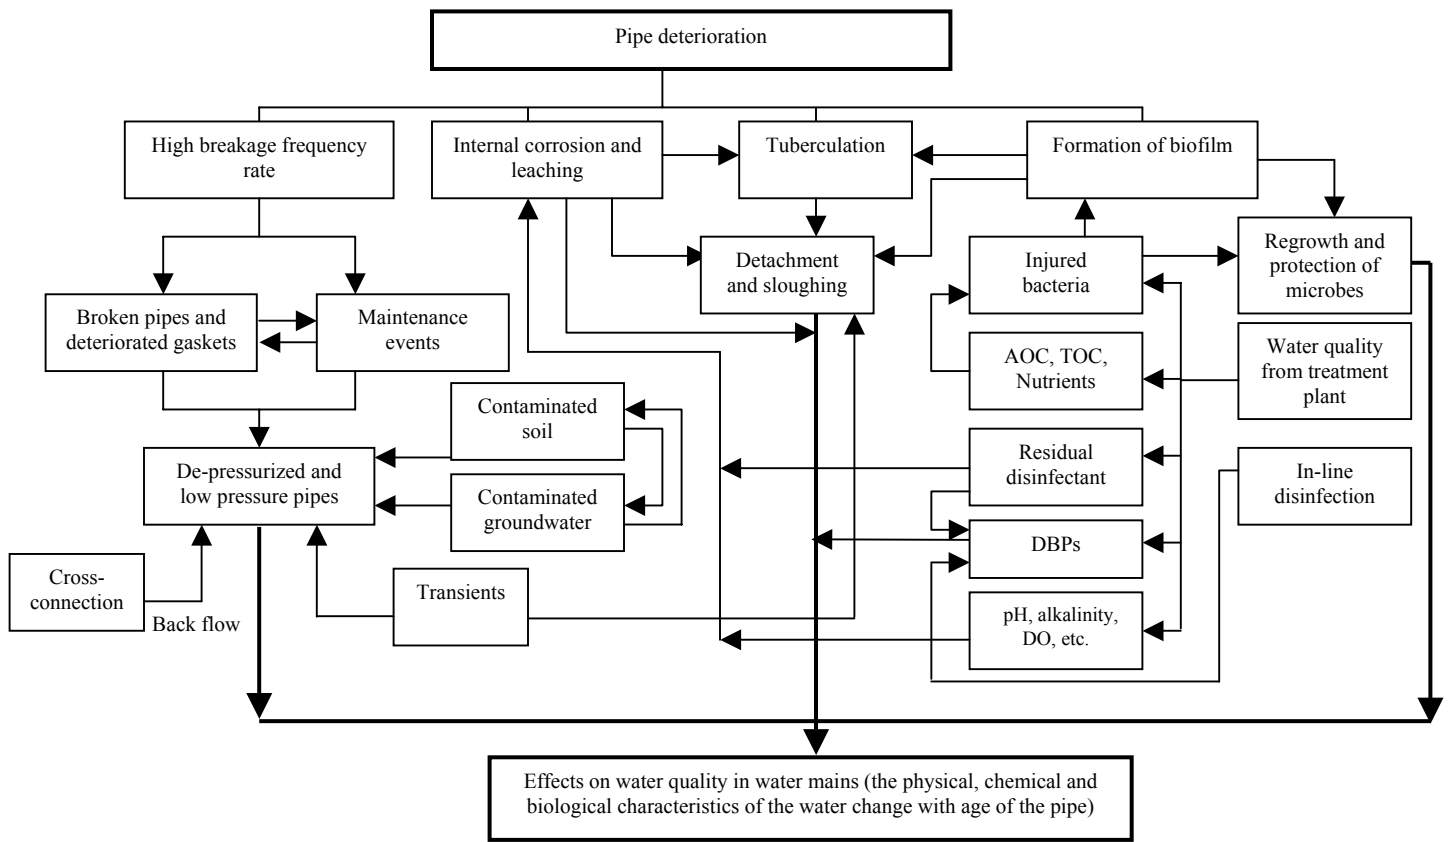 Pipe deterioration
High breakage frequency
rate
Internal corrosion and
leaching
Tuberculation
Formation of biofilm
Detachment
and sloughing
Injured
bacteria
Regrowth and
protection of
microbes
Broken pipes and
deteriorated gaskets
Maintenance
events
AOC, TOC,
Nutrients
Water quality
from treatment
plant
Contaminated
soil
De-pressurized and
low pressure pipes
Contaminated
groundwater
Residual
disinfectant
In-line
disinfection
DBPs
Cross-
connection
Back flow
Transients
pH, alkalinity,
DO, etc.
Effects on water quality in water mains (the physical, chemical and
biological characteristics of the water change with age of the pipe)